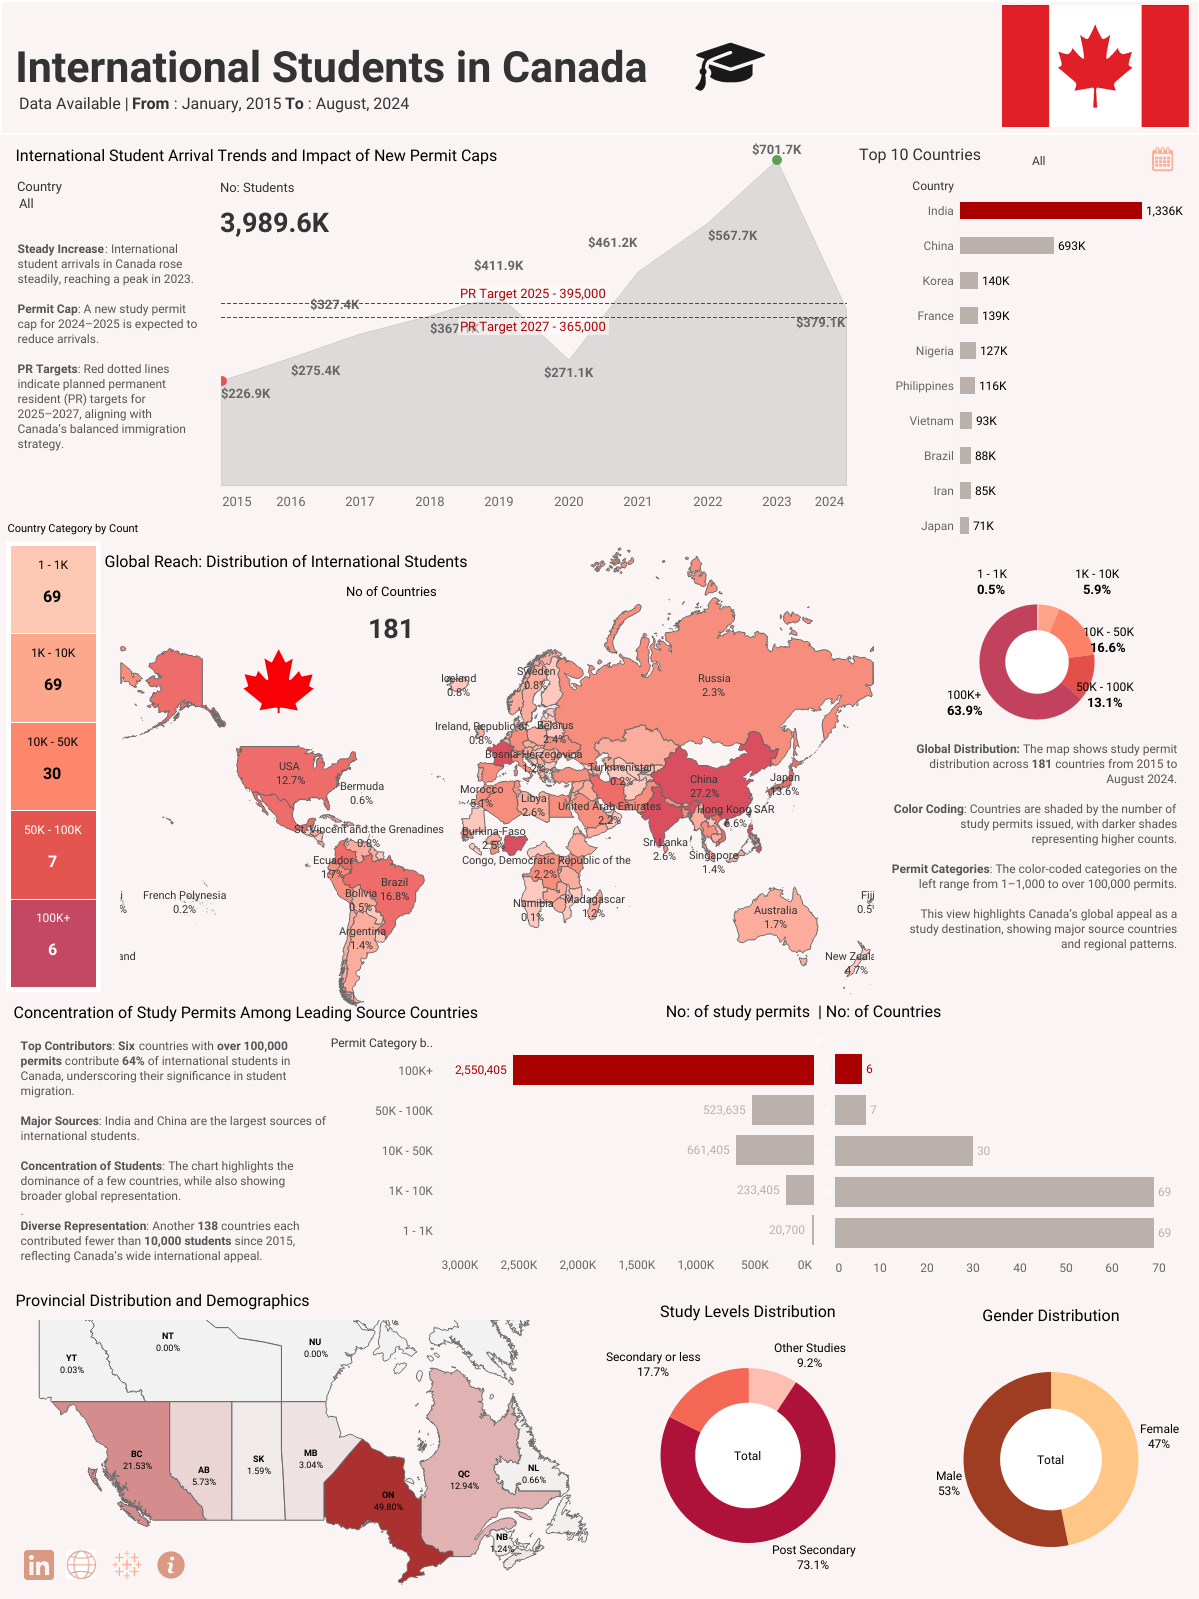 International Students in Canada
Data Available | From : January, 2015 To : August, 2024
International Student Arrival Trends and Impact of New Permit Caps
Country
All
Steady Increase: International
student arrivals in Canada rose
steadily, reaching a peak in 2023.
Permit Cap: A new study permit
cap for 2024–2025 is expected to
reduce arrivals.
PR Targets: Red dotted lines
indicate planned permanent
resident (PR) targets for
2025–2027, aligning with
Canada's balanced immigration
strategy.
No: Students
3,989.6K
$701.7K
$567.7K
$461.2K
$411.9K
PR Target 2025 - 395,000
$327.4K
$379.1K
PR Target 2027 - 365,000
$275.4K
$271.1K
$226.9K
2015 2016 2017 2018 2019 2020 2021 2022 2023 2024
Top 10 Countries
All
Country
India 1,336K
China 693K
Korea 140K
France 139K
Nigeria 127K
Philippines 116K
Vietnam 93K
Brazil 88K
Iran 85K
Japan 71K
Country Category by Count
1 - 1K
69
1K - 10K
69
10K - 50K
30
50K - 100K
7
100K+
6
Global Reach: Distribution of International Students
No of Countries
181
Iceland
0.8%
Sweden
0.8%
Russia
2.3%
Ireland, Republic of
0.8%
Belarus
2.4%
Bosnia-Herzegovina
1.2%
USA
12.7%
Bermuda
0.6%
Turkmenistan
0.2%
China
27.2%
Japan
13.6%
Morocco
5.1%
Libya
2.6%
United Arab Emirates
2.2%
Hong Kong SAR
6.6%
St. Vincent and the Grenadines
0.8%
Burkina-Faso
2.5%
Sri Lanka
2.6%
Singapore
1.4%
Ecuador
1.7%
Congo, Democratic Republic of the
2.2%
Brazil
16.8%
Bolivia
0.5%
French Polynesia
0.2%
Namibia
0.1%
Madagascar
1.2%
Australia
1.7%
Fiji
0.5
Argentina
1.4%
New Zeala
4.7%
i
%
and
1 - 1K
0.5%
1K - 10K
5.9%
10K - 50K
16.6%
50K - 100K
13.1%
100K+
63.9%
Global Distribution: The map shows study permit
distribution across 181 countries from 2015 to
August 2024.
Color Coding: Countries are shaded by the number of
study permits issued, with darker shades
representing higher counts.
Permit Categories: The color-coded categories on the
left range from 1–1,000 to over 100,000 permits.
This view highlights Canada's global appeal as a
study destination, showing major source countries
and regional patterns.
Concentration of Study Permits Among Leading Source Countries
Top Contributors: Six countries with over 100,000
permits contribute 64% of international students in
Canada, underscoring their significance in student
migration.
Major Sources: India and China are the largest sources of
international students.
Concentration of Students: The chart highlights the
dominance of a few countries, while also showing
broader global representation.
.
Diverse Representation: Another 138 countries each
contributed fewer than 10,000 students since 2015,
reflecting Canada's wide international appeal.
No: of study permits | No: of Countries
Permit Category b..
100K+ 2,550,405 6
50K - 100K 523,635 7
10K - 50K 661,405 30
1K - 10K 233,405 69
1 - 1K 20,700 69
3,000K 2,500K 2,000K 1,500K 1,000K 500K 0K 0 10 20 30 40 50 60 70
Provincial Distribution and Demographics
YT
0.03%
NT
0.00%
NU
0.00%
BC
21.53%
AB
5.73%
SK
1.59%
MB
3.04%
ON
49.80%
QC
12.94%
NL
0.66%
NB
1.24%
Study Levels Distribution
Other Studies
9.2%
Secondary or less
17.7%
Total
Post Secondary
73.1%
Gender Distribution
Female
47%
Total
Male
53%
in
i